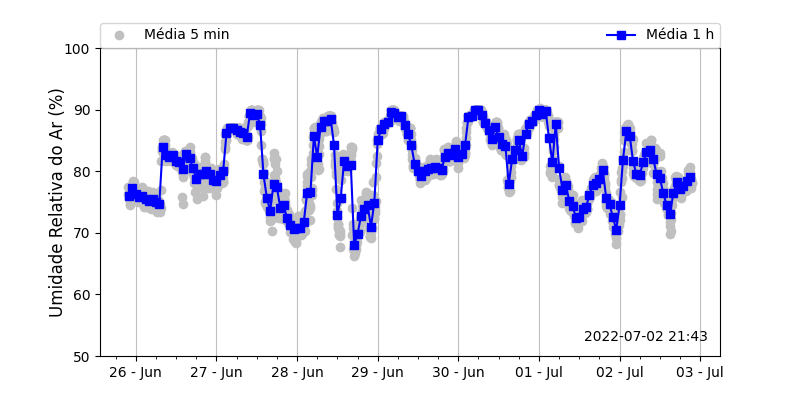 Média 5 min Média 1 h
Umidade Relativa do Ar (%)
100
90
80
70
60
50
2022-07-02 21:43
26 - Jun 27 - Jun 28 - Jun 29 - Jun 30 - Jun 01 - Jul 02 - Jul 03 - Jul